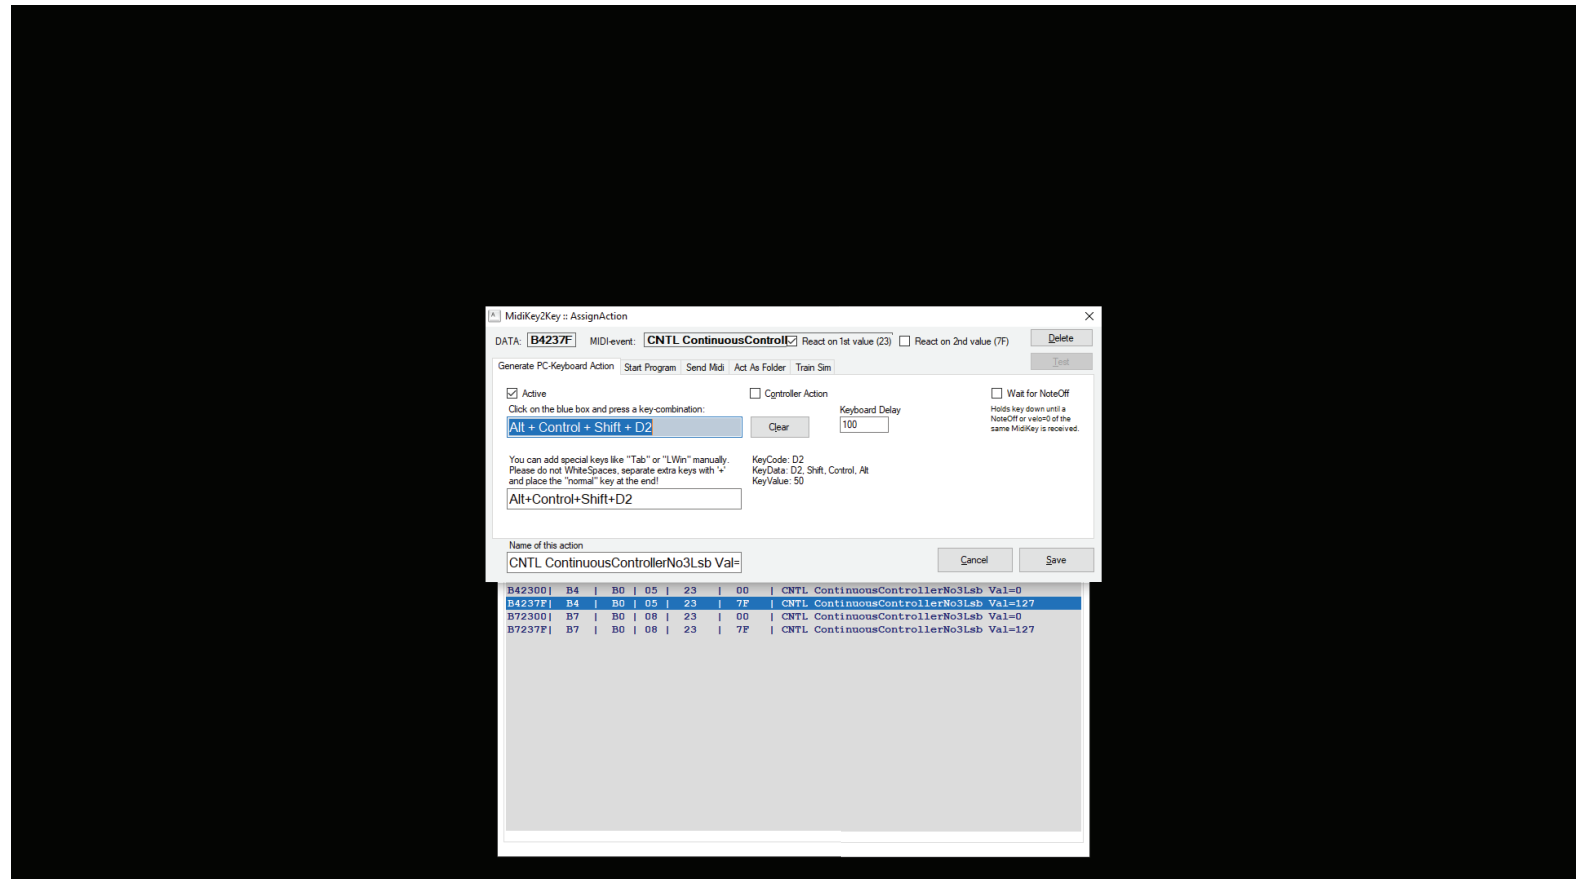 MidiKey2Key :: AssignAction
DATA: B4237F MIDI-event: CNTL ContinuousControll React on 1st value (23) React on 2nd value (7F) Delete
Test
Generate PC-Keyboard Action Start Program Send Midi Act As Folder Train Sim
Active Controller Action Wait for NoteOff
Click on the blue box and press a key-combination: Keyboard Delay Holds key down until a
NoteOff or velo=0 of the
same MidiKey is received.
Alt + Control + Shift + D2 Clear 100
You can add special keys like "Tab" or "LWin" manually. KeyCode: D2
Please do not WhiteSpaces, separate extra keys with '+' KeyData: D2, Shift, Control, Alt
and place the "normal" key at the end! KeyValue: 50
Alt+Control+Shift+D2
Name of this action
CNTL ContinuousControllerNo3Lsb Val= Cancel Save
B42300| B4 | B0 | 05 | 23 | 00 | CNTL ContinuousControllerNo3Lsb Val=0
B4237F| B4 | B0 | 05 | 23 | 7F | CNTL ContinuousControllerNo3Lsb Val=127
B72300| B7 | B0 | 08 | 23 | 00 | CNTL ContinuousControllerNo3Lsb Val=0
B7237F| B7 | B0 | 08 | 23 | 7F | CNTL ContinuousControllerNo3Lsb Val=127